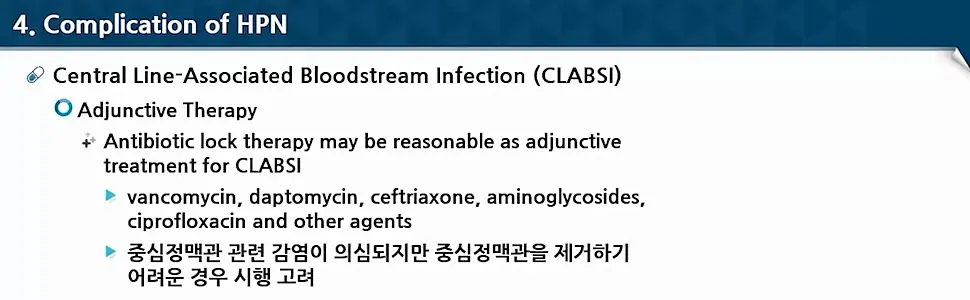 4. Complication of HPN
Central Line-Associated Bloodstream Infection (CLABSI)
Adjunctive Therapy
Antibiotic lock therapy may be reasonable as adjunctive
treatment for CLABSI
vancomycin, daptomycin, ceftriaxone, aminoglycosides,
ciprofloxacin and other agents
중심정맥관 관련 감염이 의심되지만 중심정맥관을 제거하기
어려운 경우 시행 고려